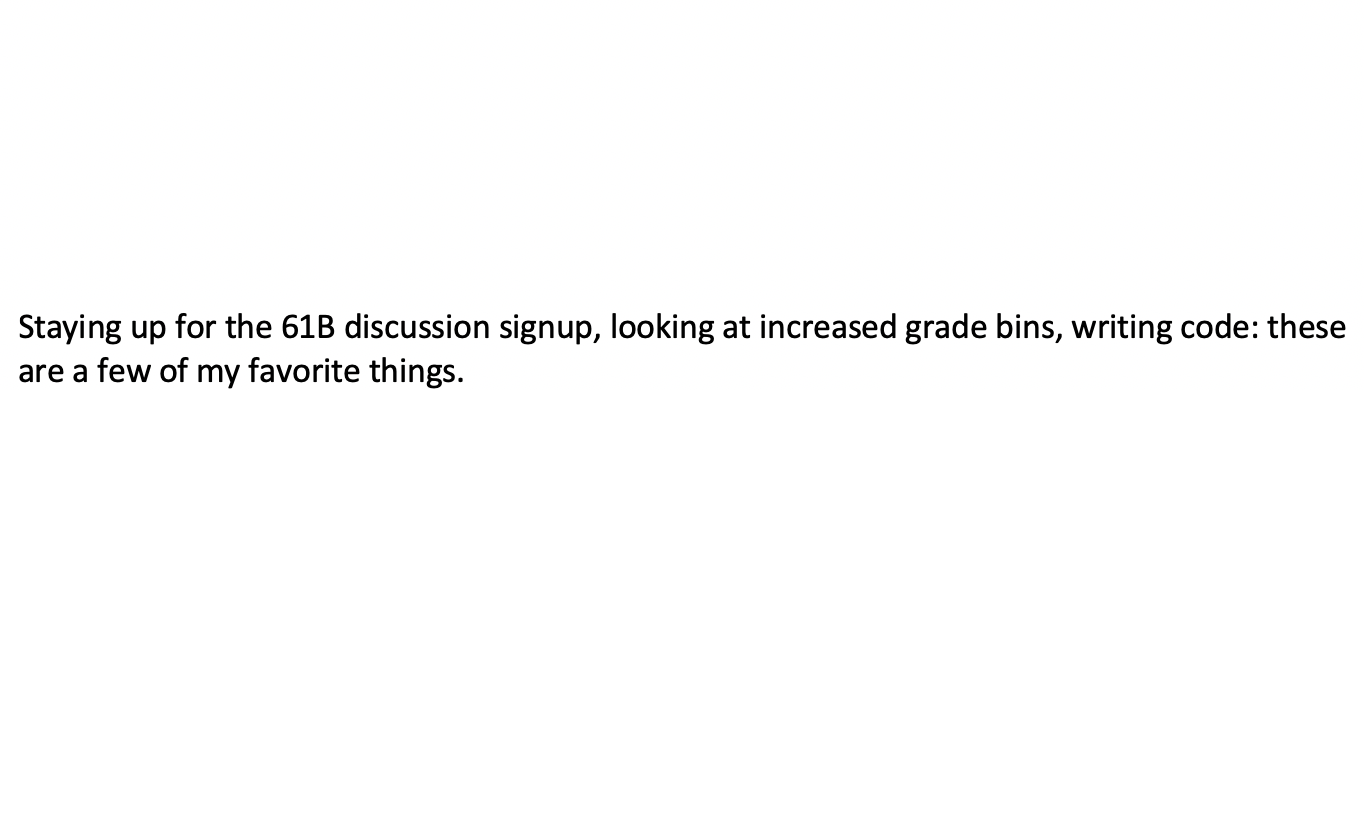 Staying up for the 61B discussion signup, looking at increased grade bins, writing code: these
are a few of my favorite things.